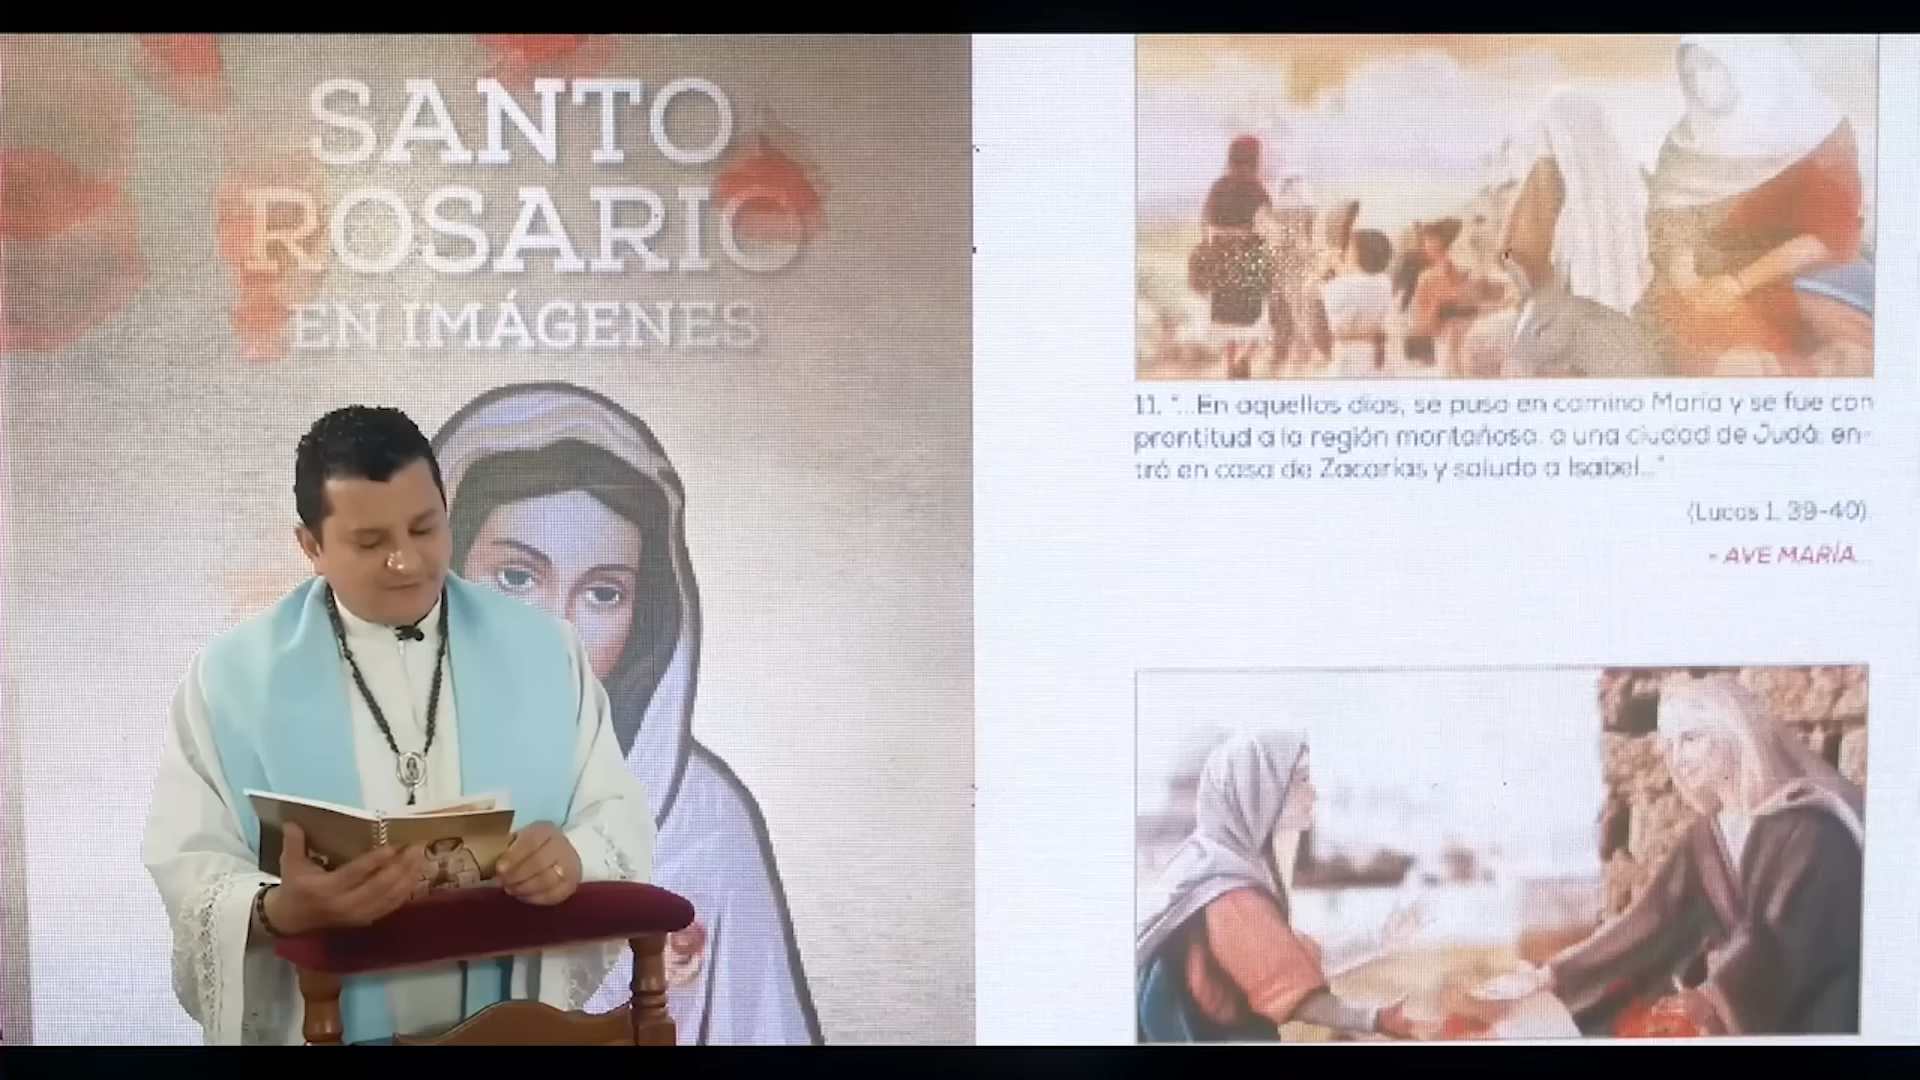 SANTO
ROSARIO
EN IMÁGENES
11. "...En aquellos días, se puso en camino María y se fue con
prontitud a la región montañosa, a una ciudad de Judá; en-
tró en casa de Zacarías y saludo a Isabel..."
(Lucas 1, 39-40).
- AVE MARÍA...